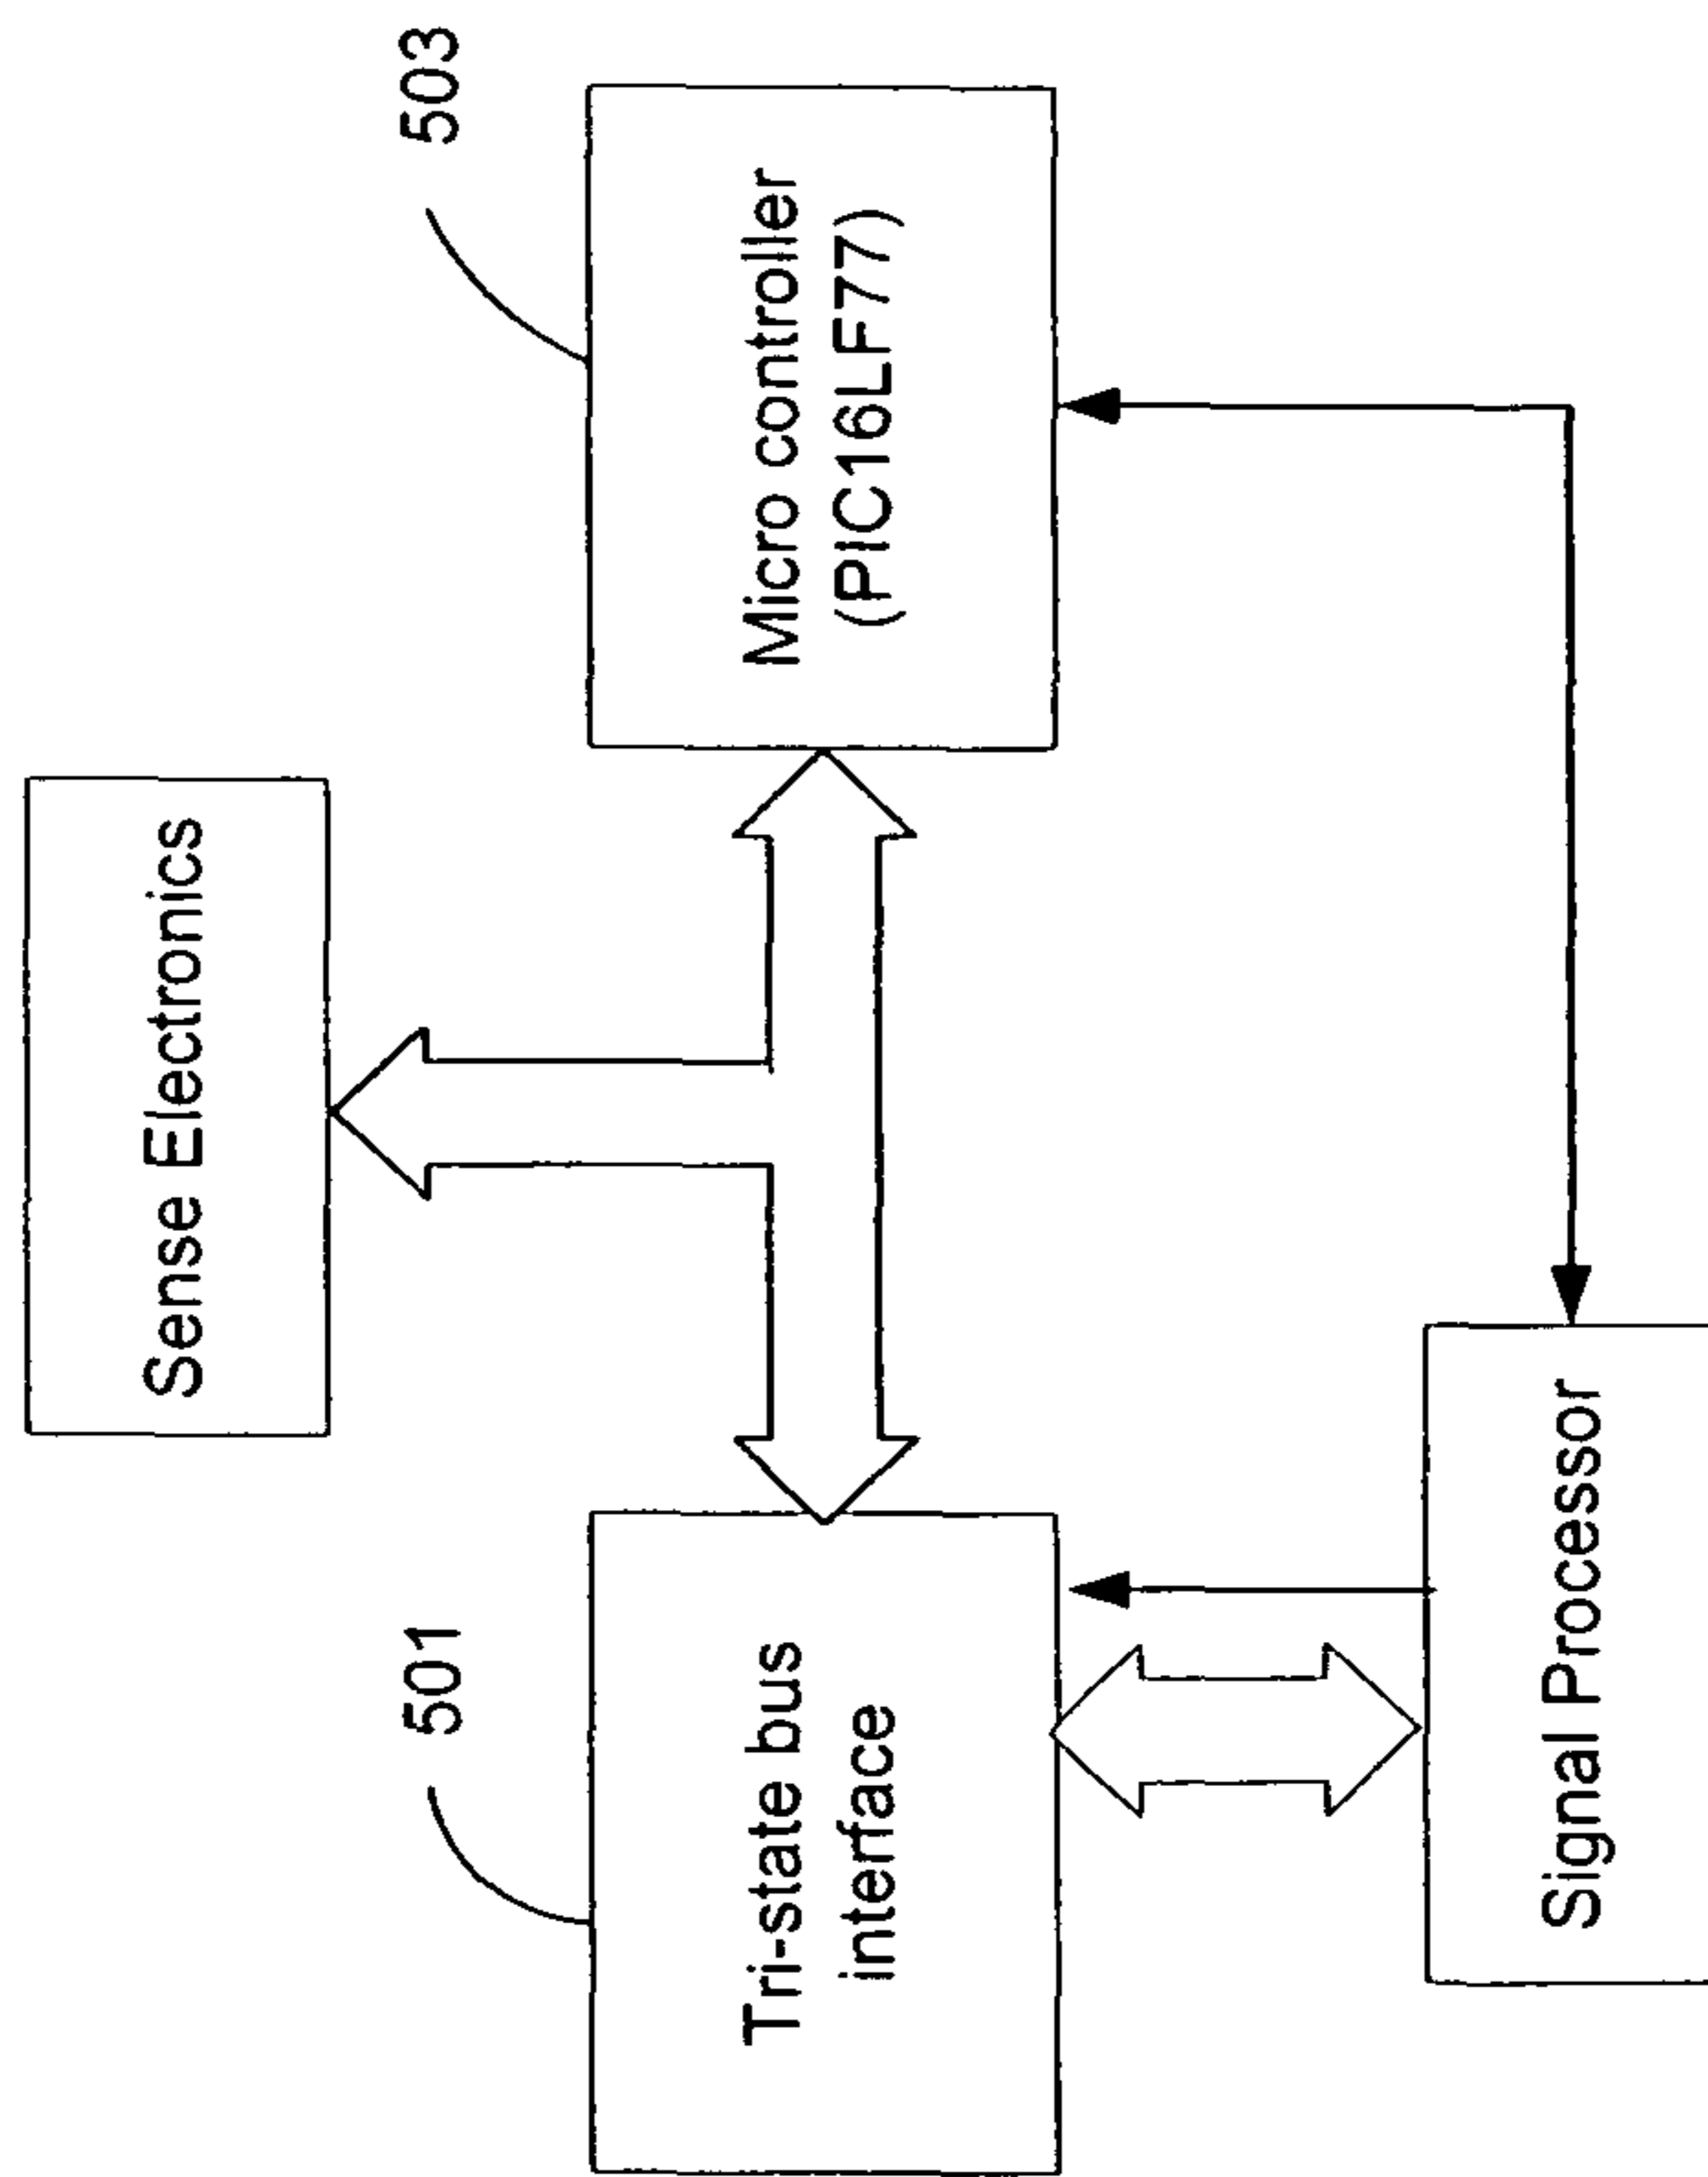 Sense Electronics
501
503
Tri-state bus
interface
Micro controller
(PIC16LF77)
Signal Processor